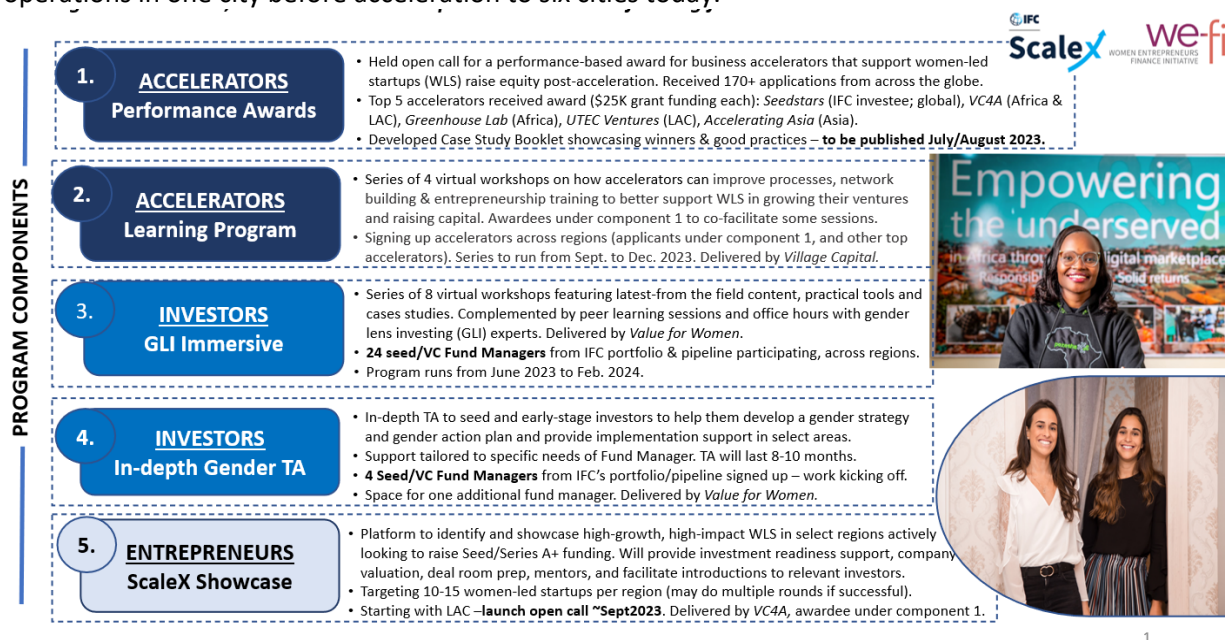 operations in one city before acceleration to six cities today.
IFC
ScaleX
we-fi
WOMEN ENTREPRENEURS
FINANCE INITIATIVE
PROGRAM COMPONENTS
1.
ACCELERATORS
Performance Awards
• Held open call for a performance-based award for business accelerators that support women-led
startups (WLS) raise equity post-acceleration. Received 170+ applications from across the globe.
• Top 5 accelerators received award ($25K grant funding each): Seedstars (IFC investee; global), VC4A (Africa &
LAC), Greenhouse Lab (Africa), UTEC Ventures (LAC), Accelerating Asia (Asia).
• Developed Case Study Booklet showcasing winners & good practices – to be published July/August 2023.
2.
ACCELERATORS
Learning Program
• Series of 4 virtual workshops on how accelerators can improve processes, network
building & entrepreneurship training to better support WLS in growing their ventures
and raising capital. Awardees under component 1 to co-facilitate some sessions.
• Signing up accelerators across regions (applicants under component 1, and other top
accelerators). Series to run from Sept. to Dec. 2023. Delivered by Village Capital.
3.
INVESTORS
GLI Immersive
• Series of 8 virtual workshops featuring latest-from the field content, practical tools and
cases studies. Complemented by peer learning sessions and office hours with gender
lens investing (GLI) experts. Delivered by Value for Women.
• 24 seed/VC Fund Managers from IFC portfolio & pipeline participating, across regions.
• Program runs from June 2023 to Feb. 2024.
4.
INVESTORS
In-depth Gender TA
• In-depth TA to seed and early-stage investors to help them develop a gender strategy
and gender action plan and provide implementation support in select areas.
• Support tailored to specific needs of Fund Manager. TA will last 8-10 months.
• 4 Seed/VC Fund Managers from IFC's portfolio/pipeline signed up – work kicking off.
• Space for one additional fund manager. Delivered by Value for Women.
5.
ENTREPRENEURS
ScaleX Showcase
• Platform to identify and showcase high-growth, high-impact WLS in select regions actively
looking to raise Seed/Series A+ funding. Will provide investment readiness support, company
valuation, deal room prep, mentors, and facilitate introductions to relevant investors.
• Targeting 10-15 women-led startups per region (may do multiple rounds if successful).
• Starting with LAC –launch open call ~Sept2023. Delivered by VC4A, awardee under component 1.
Empowering
the underserved
in Africa throu igital marketplace
Responsib Solid returns
1